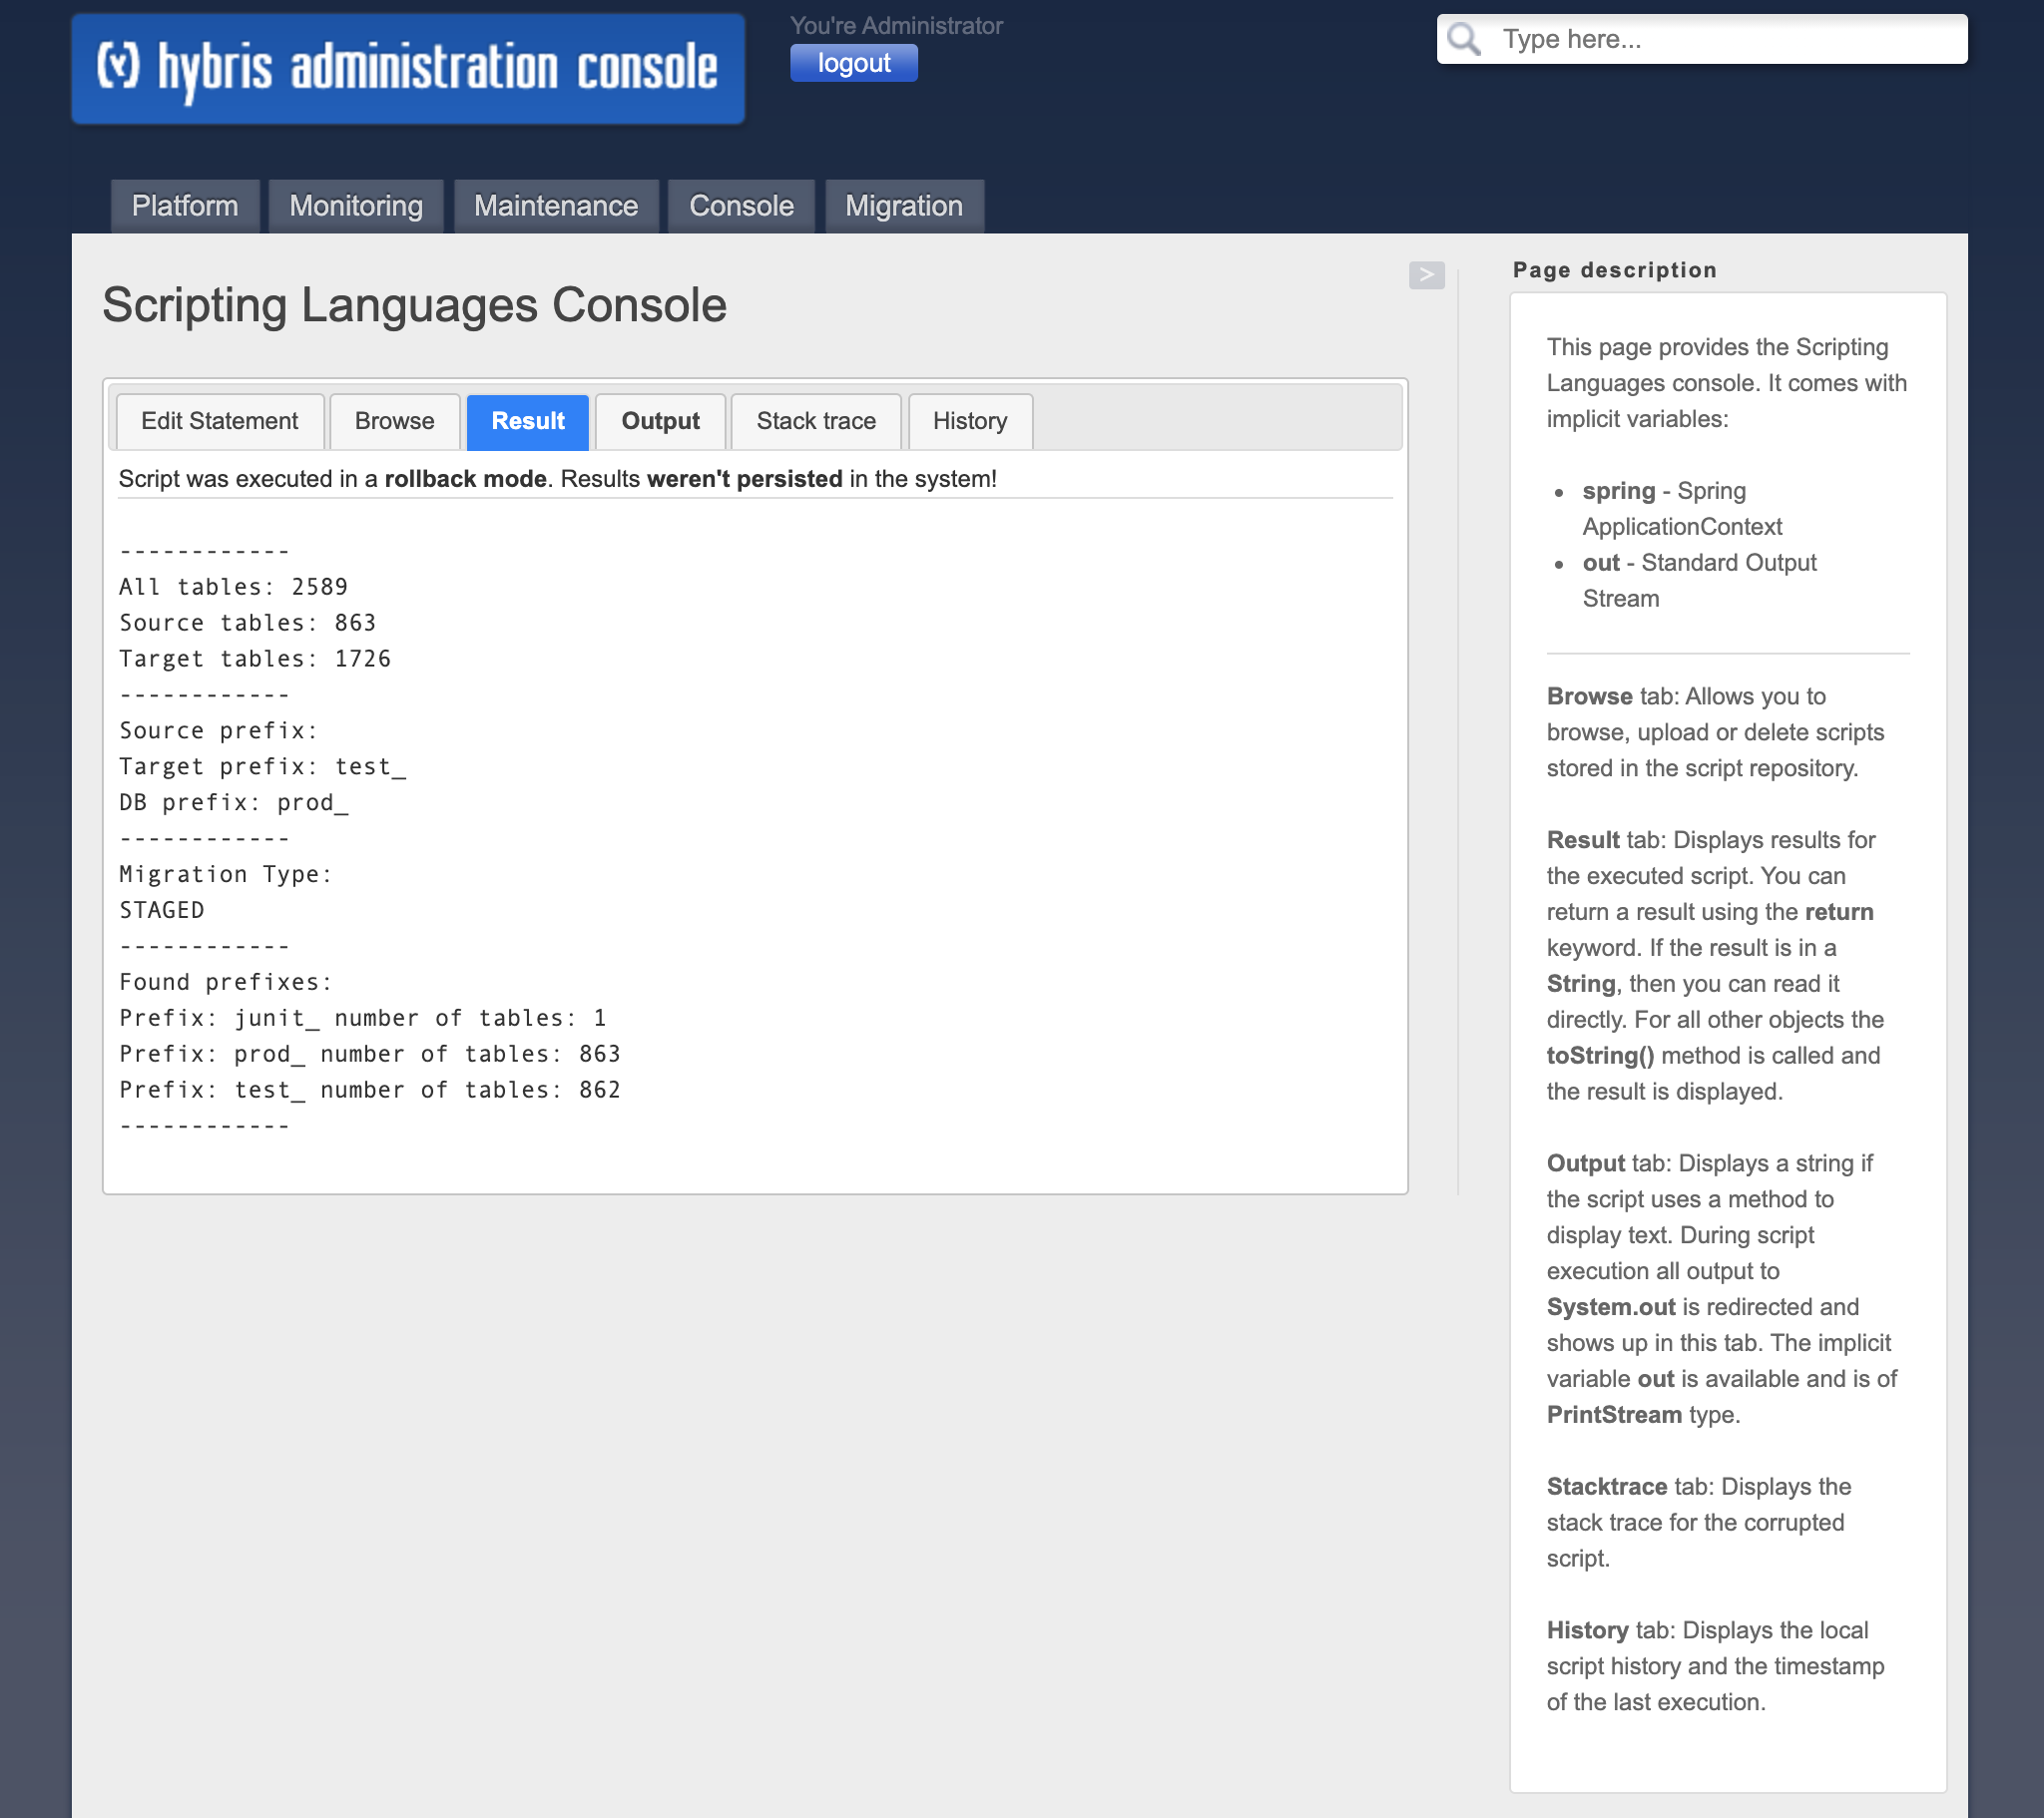 (y) hybris administration console
You're Administrator
logout
Type here...
Platform
Monitoring
Maintenance
Console
Migration
Scripting Languages Console
>
Edit Statement
Browse
Result
Output
Stack trace
History
Script was executed in a rollback mode. Results weren't persisted in the system!
------------
All tables: 2589
Source tables: 863
Target tables: 1726
------------
Source prefix:
Target prefix: test_
DB prefix: prod_
------------
Migration Type:
STAGED
------------
Found prefixes:
Prefix: junit_ number of tables: 1
Prefix: prod_ number of tables: 863
Prefix: test_ number of tables: 862
------------
Page description
This page provides the Scripting
Languages console. It comes with
implicit variables:
• spring - Spring
ApplicationContext
• out - Standard Output
Stream
Browse tab: Allows you to
browse, upload or delete scripts
stored in the script repository.
Result tab: Displays results for
the executed script. You can
return a result using the return
keyword. If the result is in a
String, then you can read it
directly. For all other objects the
toString() method is called and
the result is displayed.
Output tab: Displays a string if
the script uses a method to
display text. During script
execution all output to
System.out is redirected and
shows up in this tab. The implicit
variable out is available and is of
PrintStream type.
Stacktrace tab: Displays the
stack trace for the corrupted
script.
History tab: Displays the local
script history and the timestamp
of the last execution.